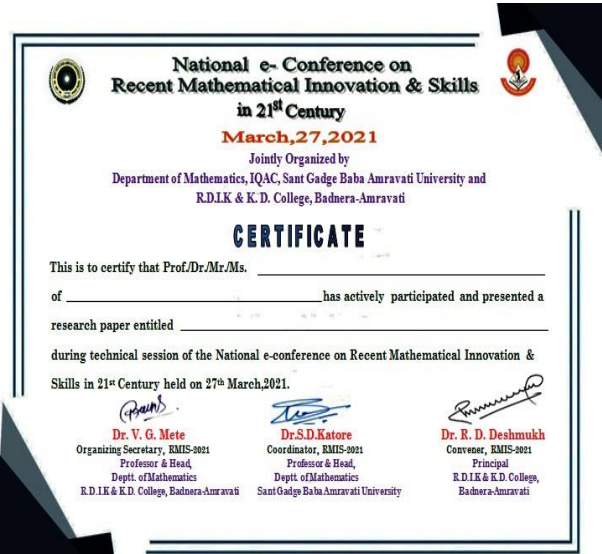 National e- Conference on
Recent Mathematical Innovation & Skills
in 21st Century
March,27,2021
Jointly Organized by
Department of Mathematics, IQAC, Sant Gadge Baba Amravati University and
R.D.I.K & K. D. College, Badnera-Amravati
CERTIFICATE
This is to certify that Prof./Dr./Mr./Ms.
of has actively participated and presented a
research paper entitled
during technical session of the National e-conference on Recent Mathematical Innovation &
Skills in 21st Century held on 27th March,2021.
Dr. V. G. Mete
Organizing Secretary, RMIS-2021
Professor & Head,
Deptt. of Mathematics
R.D.I.K & K.D. College, Badnera-Amravati
Dr.S.D.Katore
Coordinator, RMIS-2021
Professor & Head,
Deptt. of Mathematics
Sant Gadge Baba Amravati University
Dr. R. D. Deshmukh
Convener, RMIS-2021
Principal
R.D.I.K & K.D. College,
Badnera-Amravati